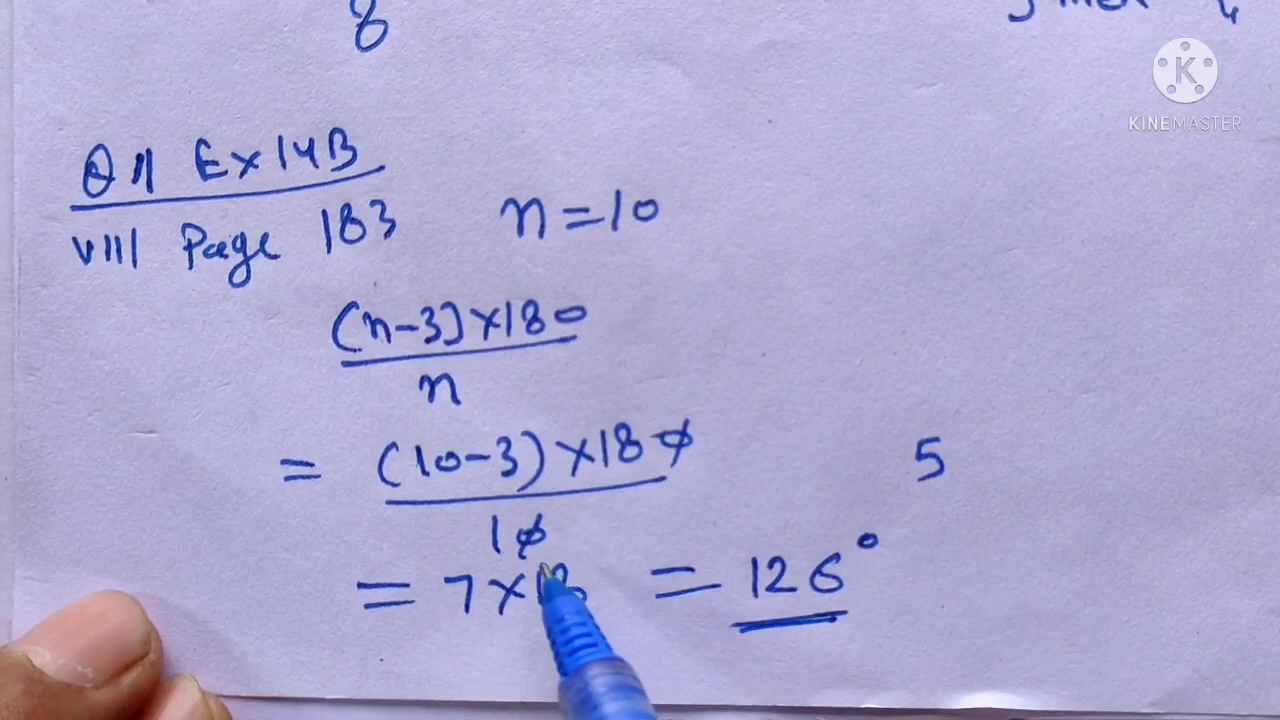 8
K
KINEMASTER
Q 11 Ex 14B
VIII Page 183
n = 10
(n-3) × 180
n
= (10-3) × 180
10
5
= 7 × 18 = 126°